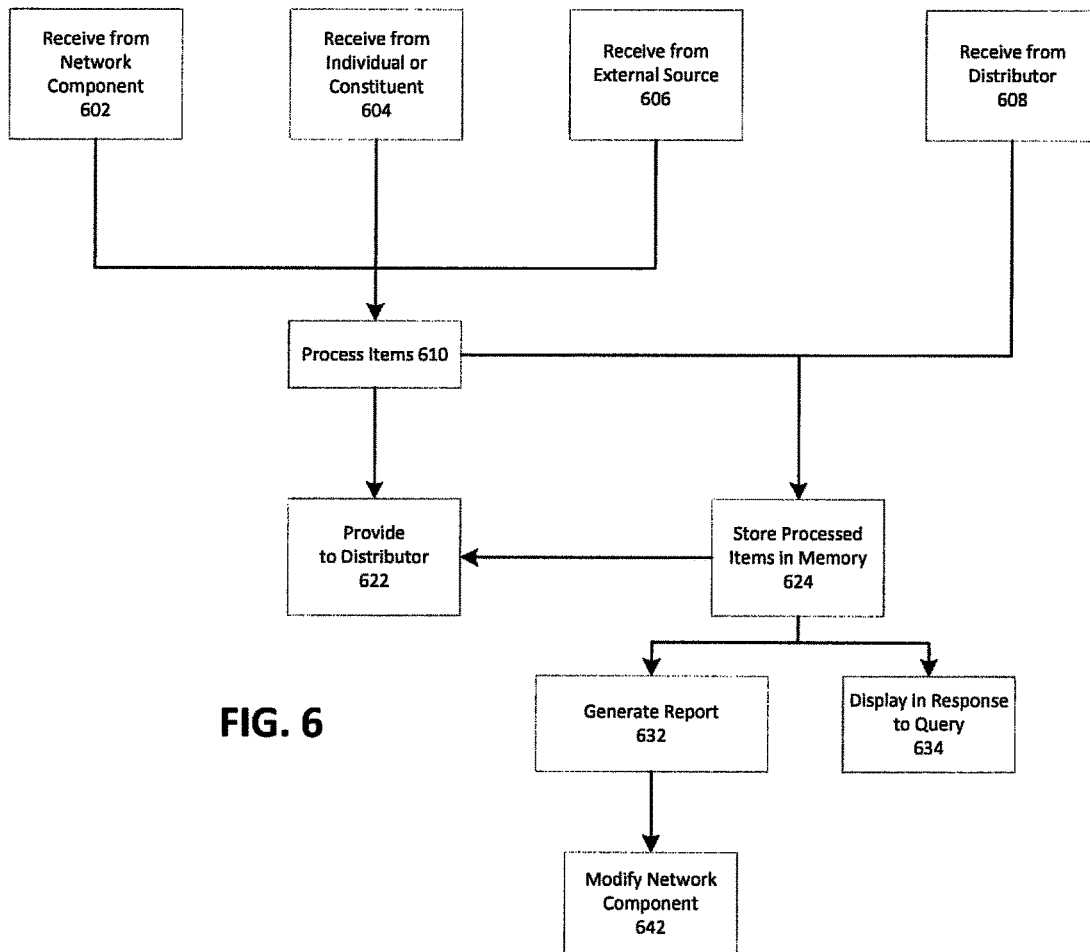 Receive from
Network
Component
602
Receive from
Individual or
Constituent
604
Receive from
External Source
606
Receive from
Distributor
608
Process Items 610
Provide
to Distributor
622
Store Processed
Items in Memory
624
FIG. 6
Generate Report
632
Display in Response
to Query
634
Modify Network
Component
642